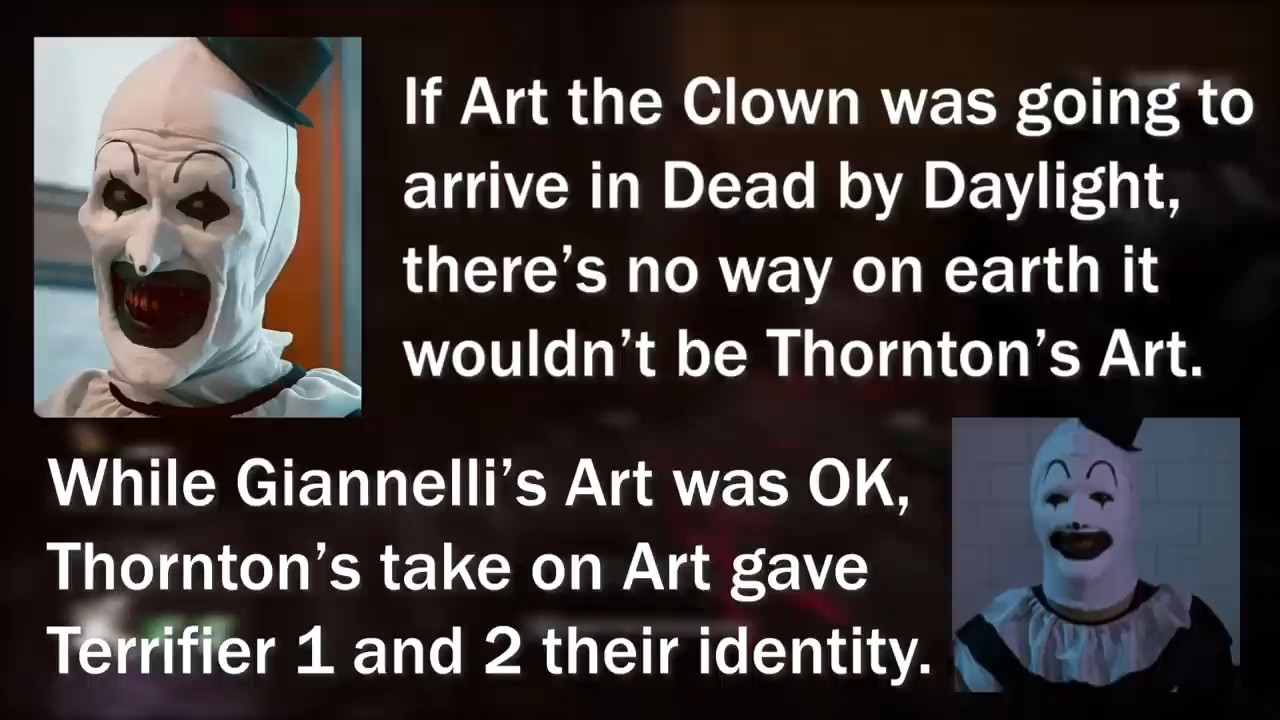 If Art the Clown was going to
arrive in Dead by Daylight,
there’s no way on earth it
wouldn’t be Thornton’s Art.
While Giannelli’s Art was OK,
Thornton’s take on Art gave
Terrifier 1 and 2 their identity.